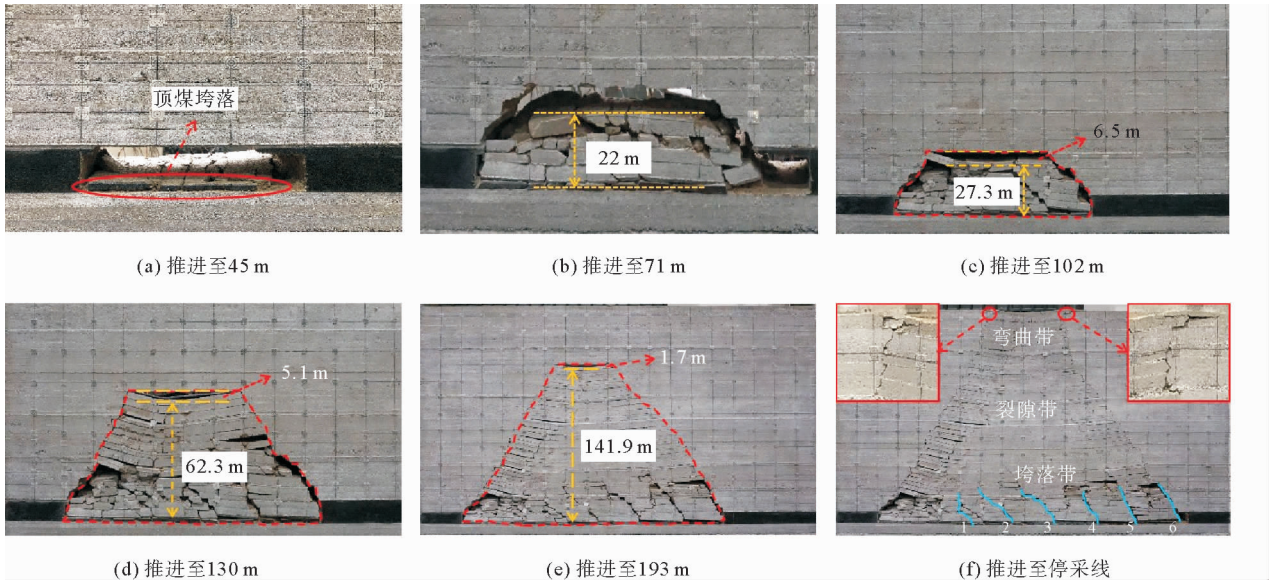 顶煤垮落
22 m
6.5 m
27.3 m
(a) 推进至45 m
(b) 推进至71 m
(c) 推进至102 m
5.1 m
62.3 m
1.7 m
141.9 m
弯曲带
裂隙带
垮落带
1 2 3 4 5 6
(d) 推进至130 m
(e) 推进至193 m
(f) 推进至停采线